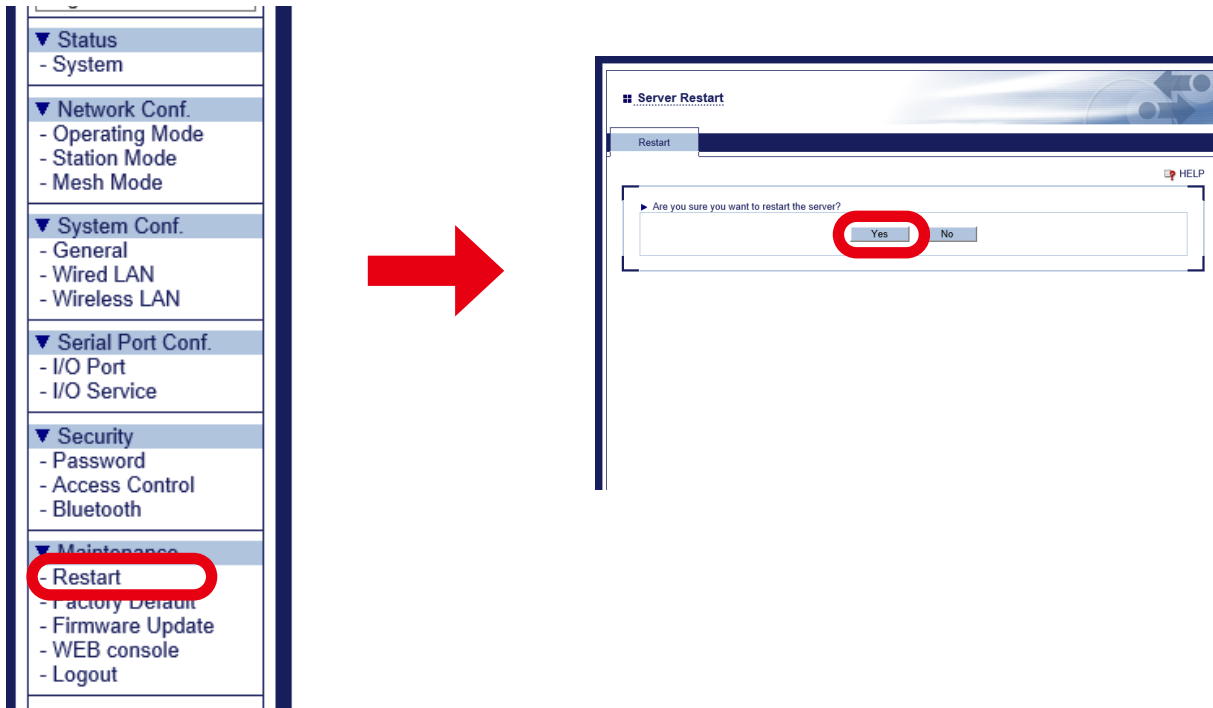 ▼ Status
- System
▼ Network Conf.
- Operating Mode
- Station Mode
- Mesh Mode
▼ System Conf.
- General
- Wired LAN
- Wireless LAN
▼ Serial Port Conf.
- I/O Port
- I/O Service
▼ Security
- Password
- Access Control
- Bluetooth
▼ Maintenance
- Restart
- Factory Default
- Firmware Update
- WEB console
- Logout
Server Restart
Restart
HELP
Are you sure you want to restart the server?
Yes No